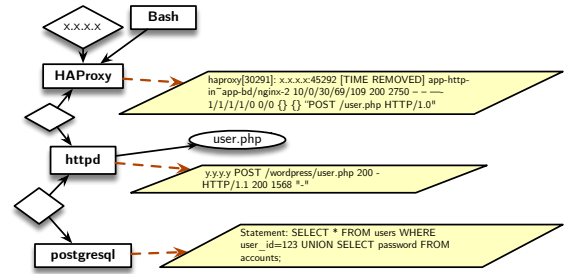 x.x.x.x
Bash
HAProxy
haproxy[30291]: x.x.x.x:45292 [TIME REMOVED] app-http-
in~app-bd/nginx-2 10/0/30/69/109 200 2750 – – —-
1/1/1/1/0 0/0 {} {} "POST /user.php HTTP/1.0"
user.php
httpd
y.y.y.y POST /wordpress/user.php 200 -
HTTP/1.1 200 1568 "-"
postgresql
Statement: SELECT * FROM users WHERE
user_id=123 UNION SELECT password FROM
accounts;